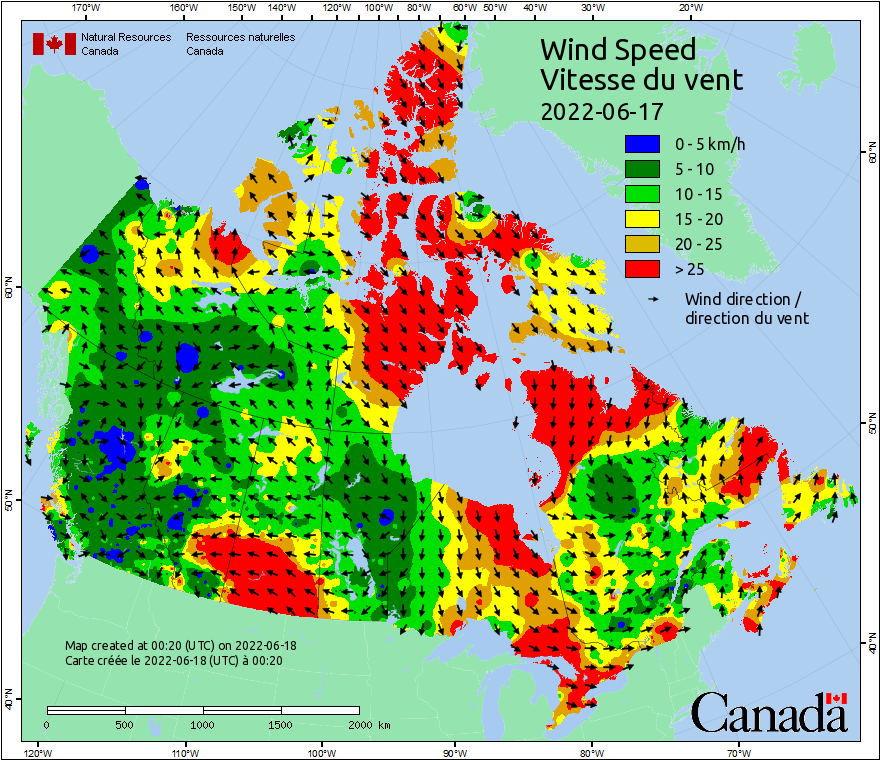 170°W 160°W 150°W 140°W 120°W 100°W 80°W 60°W 50°W 40°W 30°W 20°W
Natural Resources Ressources naturelles
Canada Canada
Wind Speed
Vitesse du vent
2022-06-17
0 - 5 km/h
5 - 10
10 - 15
15 - 20
20 - 25
> 25
Wind direction /
direction du vent
60°N
60°N
50°N
50°N
40°N
40°N
Map created at 00:20 (UTC) on 2022-06-18
Carte créée le 2022-06-18 (UTC) à 00:20
0 500 1000 1500 2000 km
Canada
120°W 110°W 100°W 90°W 80°W 70°W